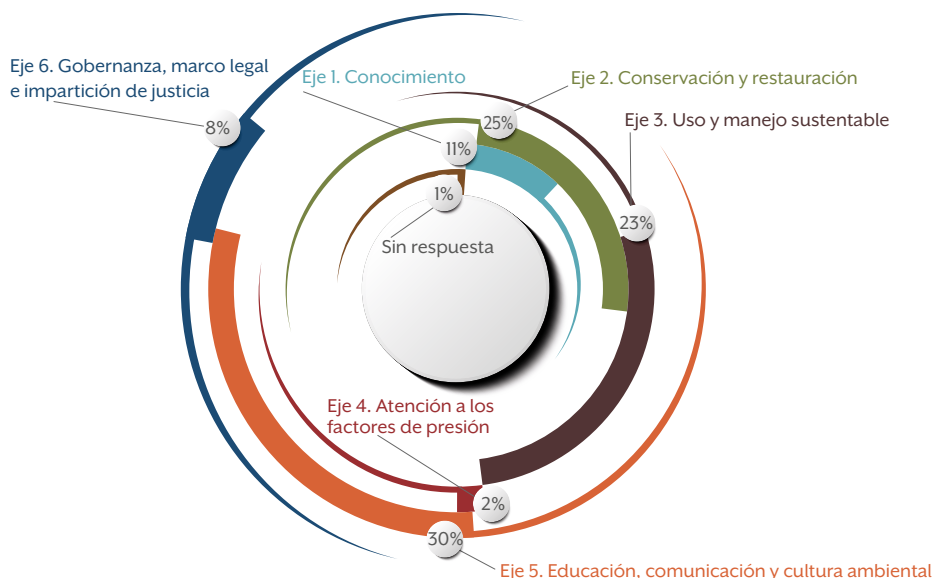 Eje 6. Gobernanza, marco legal
e impartición de justicia
8%
Eje 1. Conocimiento
11%
Eje 2. Conservación y restauración
25%
Eje 3. Uso y manejo sustentable
23%
1%
Sin respuesta
Eje 4. Atención a los
factores de presión
2%
30%
Eje 5. Educación, comunicación y cultura ambiental